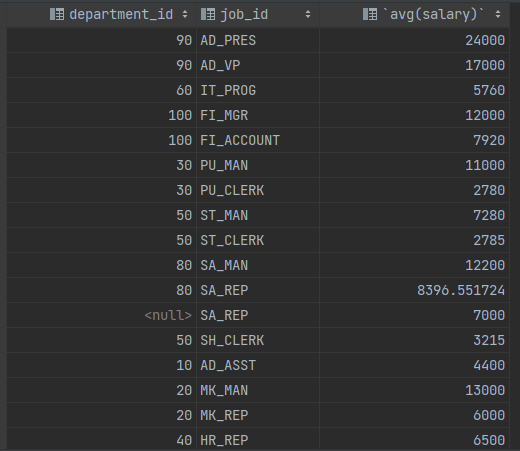 department_id job_id `avg(salary)`
90 AD_PRES 24000
90 AD_VP 17000
60 IT_PROG 5760
100 FI_MGR 12000
100 FI_ACCOUNT 7920
30 PU_MAN 11000
30 PU_CLERK 2780
50 ST_MAN 7280
50 ST_CLERK 2785
80 SA_MAN 12200
80 SA_REP 8396.551724
<null> SA_REP 7000
50 SH_CLERK 3215
10 AD_ASST 4400
20 MK_MAN 13000
20 MK_REP 6000
40 HR_REP 6500